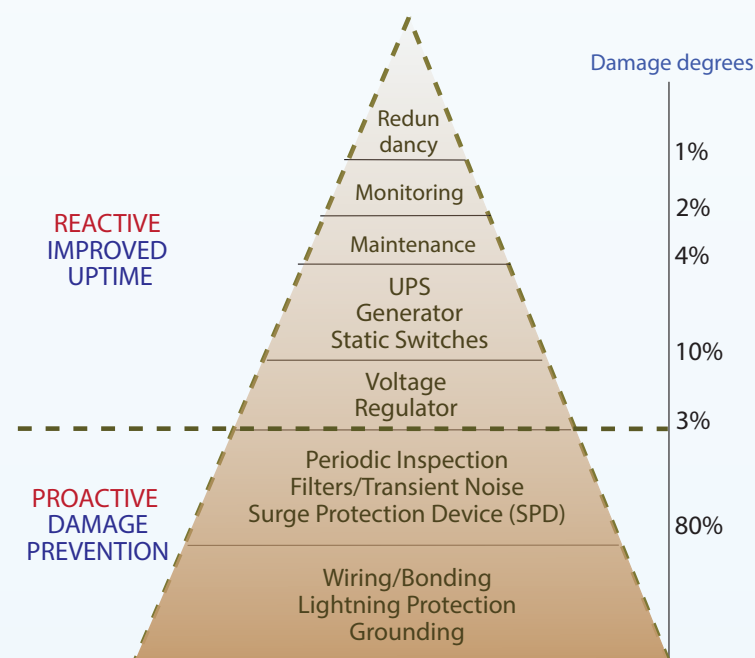 Damage degrees
Redun
dancy
1%
Monitoring
2%
Maintenance
4%
REACTIVE
IMPROVED
UPTIME
UPS
Generator
Static Switches
10%
Voltage
Regulator
3%
Periodic Inspection
Filters/Transient Noise
Surge Protection Device (SPD)
80%
PROACTIVE
DAMAGE
PREVENTION
Wiring/Bonding
Lightning Protection
Grounding